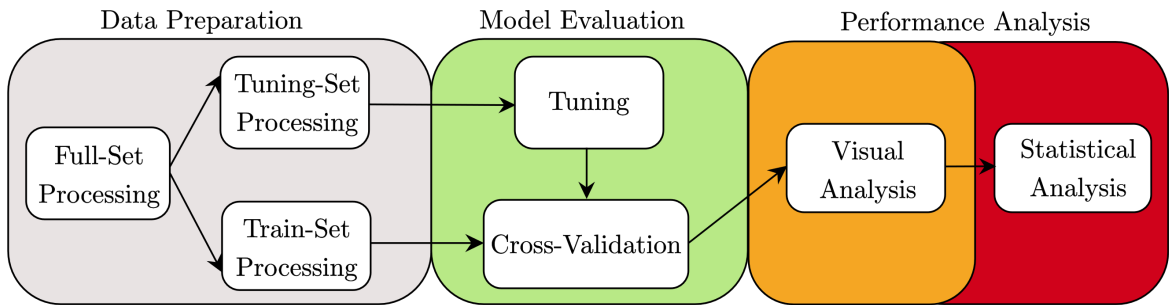 Data Preparation
Model Evaluation
Performance Analysis
Full-Set
Processing
Tuning-Set
Processing
Train-Set
Processing
Tuning
Cross-Validation
Visual
Analysis
Statistical
Analysis